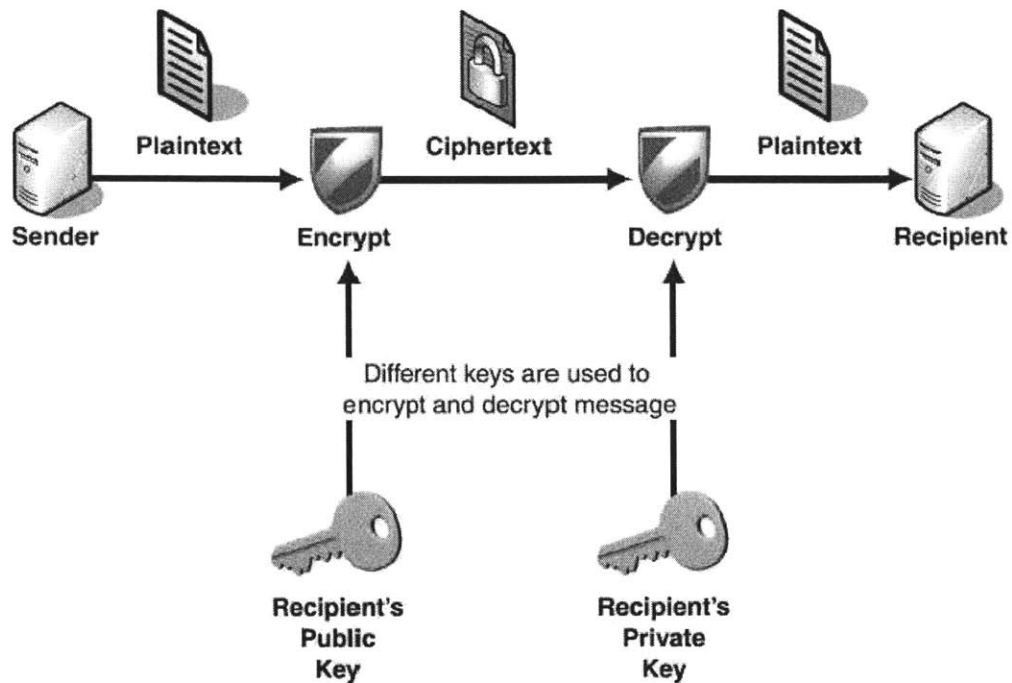 Plaintext
Ciphertext
Plaintext
Sender
Encrypt
Decrypt
Recipient
Different keys are used to
encrypt and decrypt message
Recipient's
Public
Key
Recipient's
Private
Key